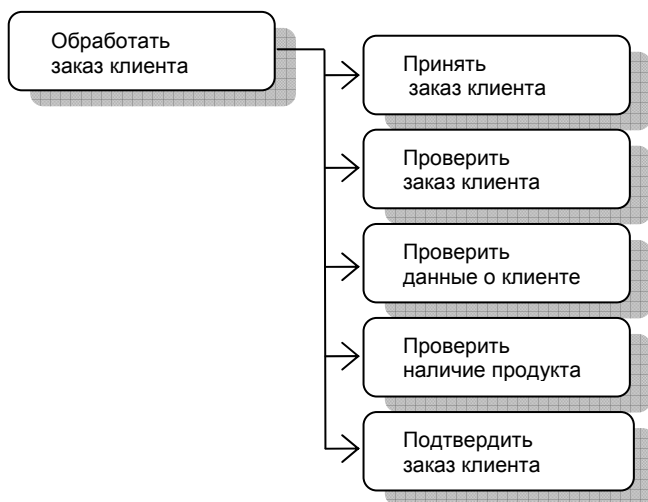 Обработать
заказ клиента
Принять
заказ клиента
Проверить
заказ клиента
Проверить
данные о клиенте
Проверить
наличие продукта
Подтвердить
заказ клиента